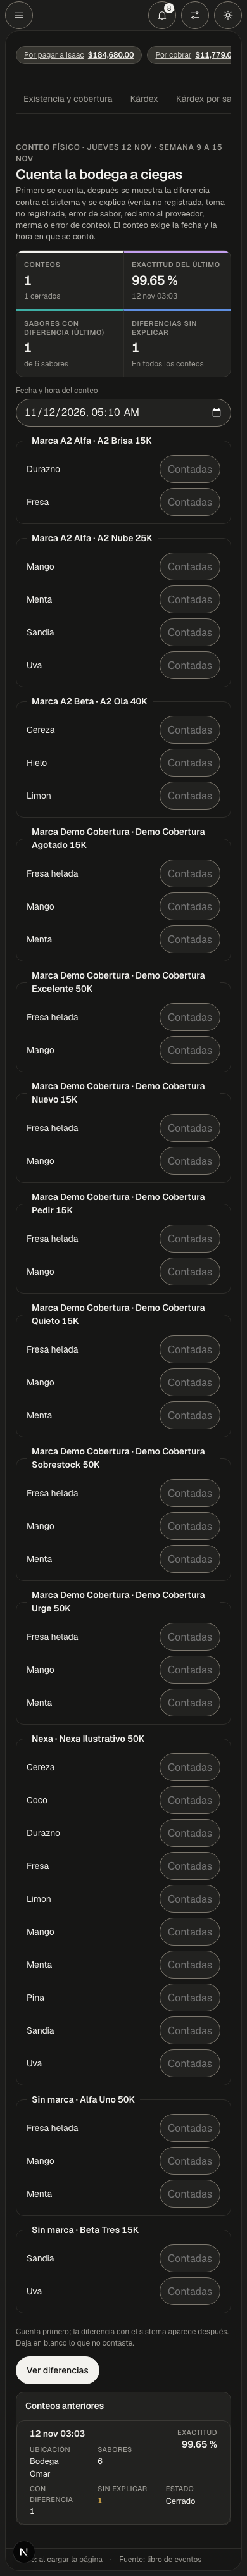 8
Por pagar a Isaac $184,680.00 Por cobrar $11,779.0
Existencia y cobertura Kárdex Kárdex por sa
CONTEO FÍSICO · JUEVES 12 NOV · SEMANA 9 A 15
NOV
Cuenta la bodega a ciegas
Primero se cuenta, después se muestra la diferencia
contra el sistema y se explica (venta no registrada, toma
no registrada, error de sabor, reclamo al proveedor,
merma o error de conteo). El conteo exige la fecha y la
hora en que se contó.
CONTEOS
1
1 cerrados
EXACTITUD DEL ÚLTIMO
99.65 %
12 nov 03:03
SABORES CON
DIFERENCIA (ÚLTIMO)
1
de 6 sabores
DIFERENCIAS SIN
EXPLICAR
1
En todos los conteos
Fecha y hora del conteo
11/12/2026, 05:10 AM
Marca A2 Alfa · A2 Brisa 15K
Durazno Contadas
Fresa Contadas
Marca A2 Alfa · A2 Nube 25K
Mango Contadas
Menta Contadas
Sandia Contadas
Uva Contadas
Marca A2 Beta · A2 Ola 40K
Cereza Contadas
Hielo Contadas
Limon Contadas
Marca Demo Cobertura · Demo Cobertura
Agotado 15K
Fresa helada Contadas
Mango Contadas
Menta Contadas
Marca Demo Cobertura · Demo Cobertura
Excelente 50K
Fresa helada Contadas
Mango Contadas
Marca Demo Cobertura · Demo Cobertura
Nuevo 15K
Fresa helada Contadas
Mango Contadas
Marca Demo Cobertura · Demo Cobertura
Pedir 15K
Fresa helada Contadas
Mango Contadas
Marca Demo Cobertura · Demo Cobertura
Quieto 15K
Fresa helada Contadas
Mango Contadas
Menta Contadas
Marca Demo Cobertura · Demo Cobertura
Sobrestock 50K
Fresa helada Contadas
Mango Contadas
Menta Contadas
Marca Demo Cobertura · Demo Cobertura
Urge 50K
Fresa helada Contadas
Mango Contadas
Menta Contadas
Nexa · Nexa Ilustrativo 50K
Cereza Contadas
Coco Contadas
Durazno Contadas
Fresa Contadas
Limon Contadas
Mango Contadas
Menta Contadas
Pina Contadas
Sandia Contadas
Uva Contadas
Sin marca · Alfa Uno 50K
Fresa helada Contadas
Mango Contadas
Menta Contadas
Sin marca · Beta Tres 15K
Sandia Contadas
Uva Contadas
Cuenta primero; la diferencia con el sistema aparece después.
Deja en blanco lo que no contaste.
Ver diferencias
Conteos anteriores
12 nov 03:03
EXACTITUD
99.65 %
UBICACIÓN
Bodega
Omar
SABORES
6
CON
DIFERENCIA
1
SIN EXPLICAR
1
ESTADO
Cerrado
N
al cargar la página · Fuente: libro de eventos